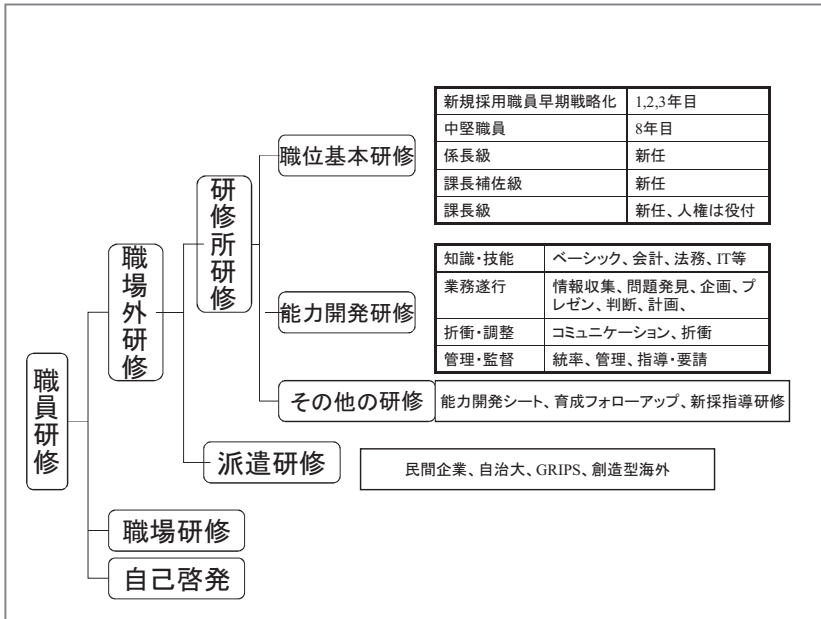 職員研修
職場外研修
研修所研修
職位基本研修
新規採用職員早期戦略化 1,2,3年目
中堅職員 8年目
係長級 新任
課長補佐級 新任
課長級 新任、人権は役付
能力開発研修
知識・技能 ベーシック、会計、法務、IT等
業務遂行 情報収集、問題発見、企画、プ
レゼン、判断、計画、
折衝・調整 コミュニケーション、折衝
管理・監督 統率、管理、指導・要請
その他の研修
能力開発シート、育成フォローアップ、新採指導研修
派遣研修
民間企業、自治大、GRIPS、創造型海外
職場研修
自己啓発